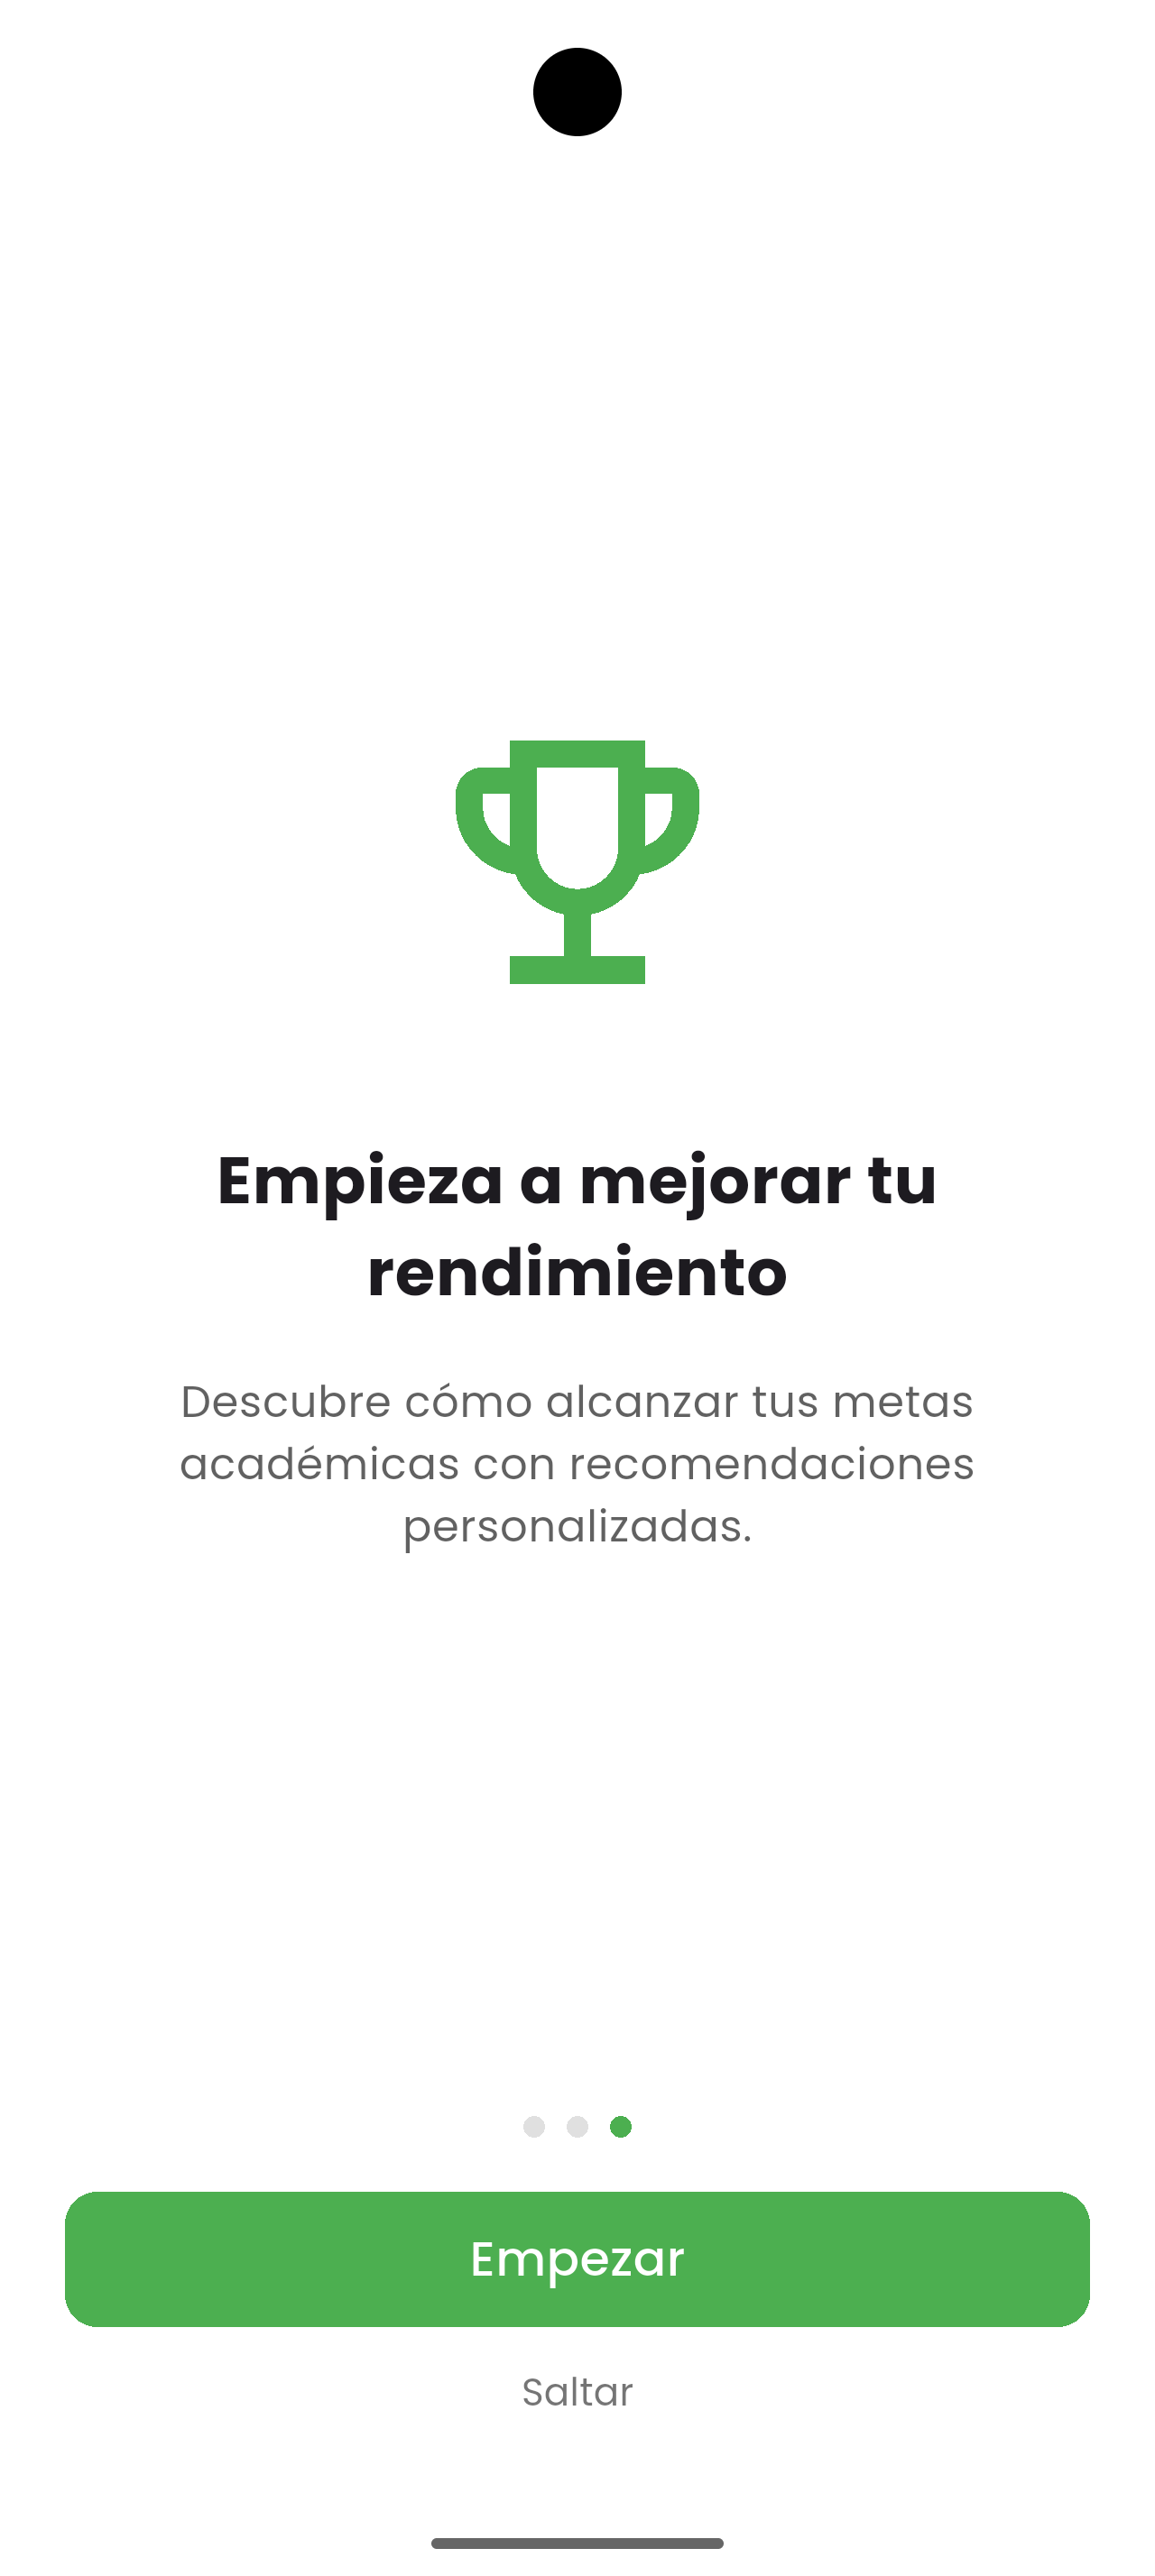 Empieza a mejorar tu
rendimiento
Descubre cómo alcanzar tus metas
académicas con recomendaciones
personalizadas.
Empezar
Saltar